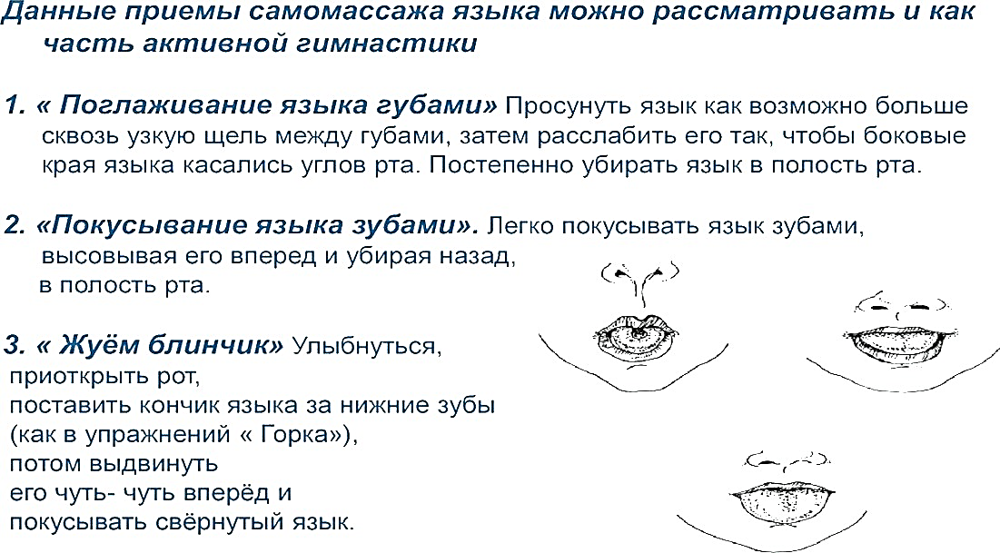 Данные приемы самомассажа языка можно рассматривать и как
часть активной гимнастики
1. « Поглаживание языка губами» Просунуть язык как возможно больше
сквозь узкую щель между губами, затем расслабить его так, чтобы боковые
края языка касались углов рта. Постепенно убирать язык в полость рта.
2. «Покусывание языка зубами». Легко покусывать язык зубами,
высовывая его вперед и убирая назад,
в полость рта.
3. « Жуём блинчик» Улыбнуться,
приоткрыть рот,
поставить кончик языка за нижние зубы
(как в упражнений « Горка»),
потом выдвинуть
его чуть- чуть вперёд и
покусывать свёрнутый язык.